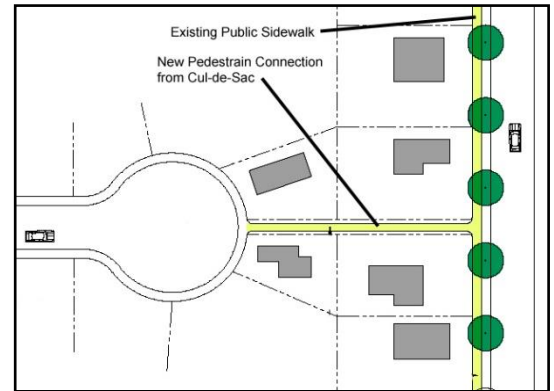 Existing Public Sidewalk
New Pedestrain Connection
from Cul-de-Sac